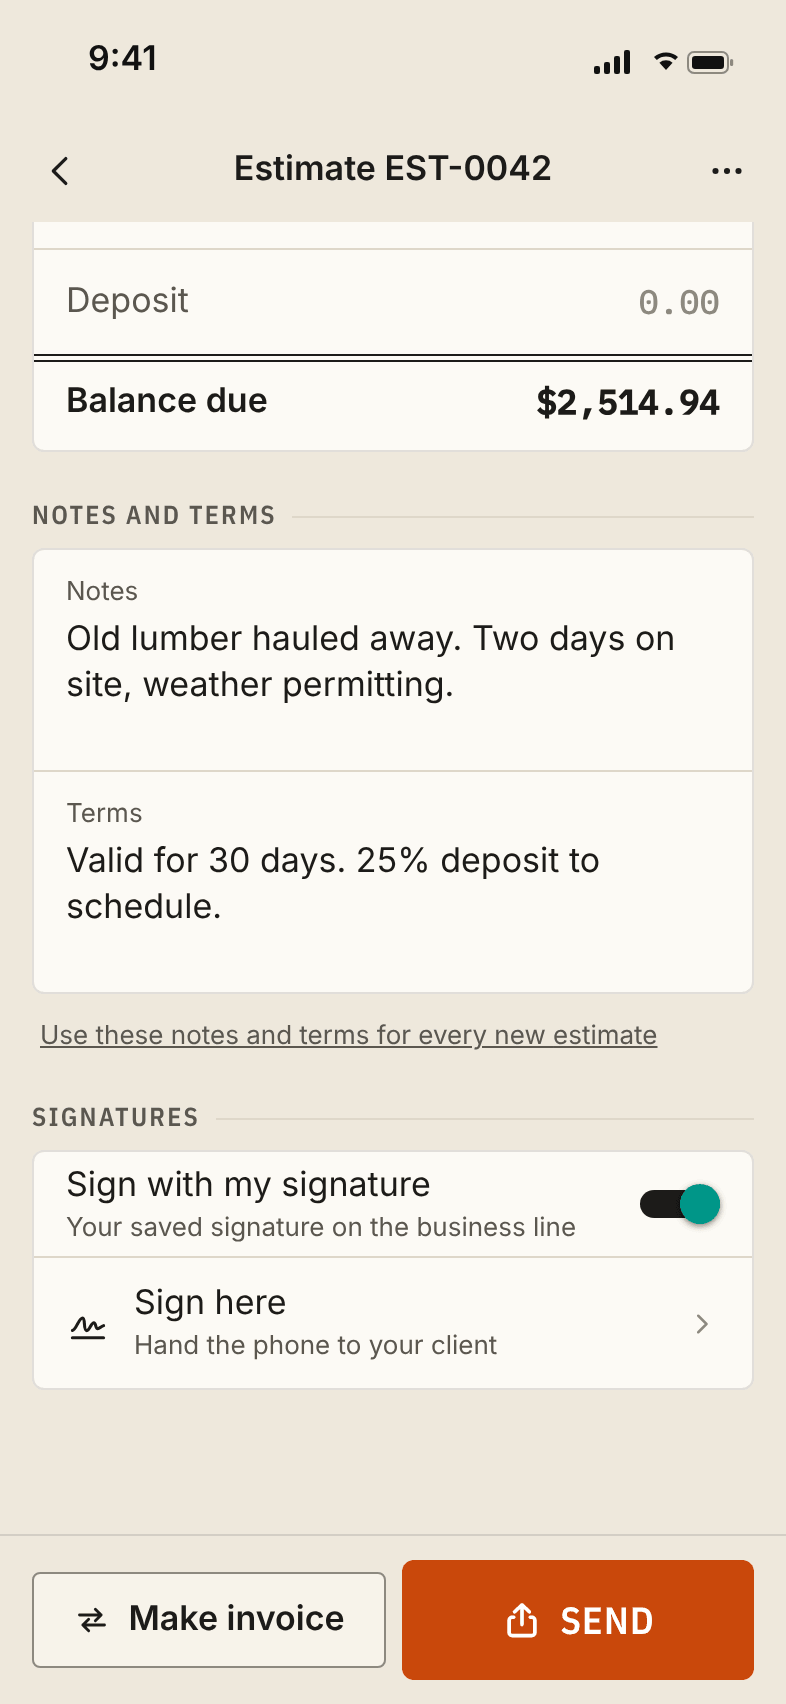 9:41
Estimate EST-0042
Deposit 0.00
Balance due $2,514.94
NOTES AND TERMS
Notes
Old lumber hauled away. Two days on
site, weather permitting.
Terms
Valid for 30 days. 25% deposit to
schedule.
Use these notes and terms for every new estimate
SIGNATURES
Sign with my signature
Your saved signature on the business line
Sign here
Hand the phone to your client
Make invoice
SEND